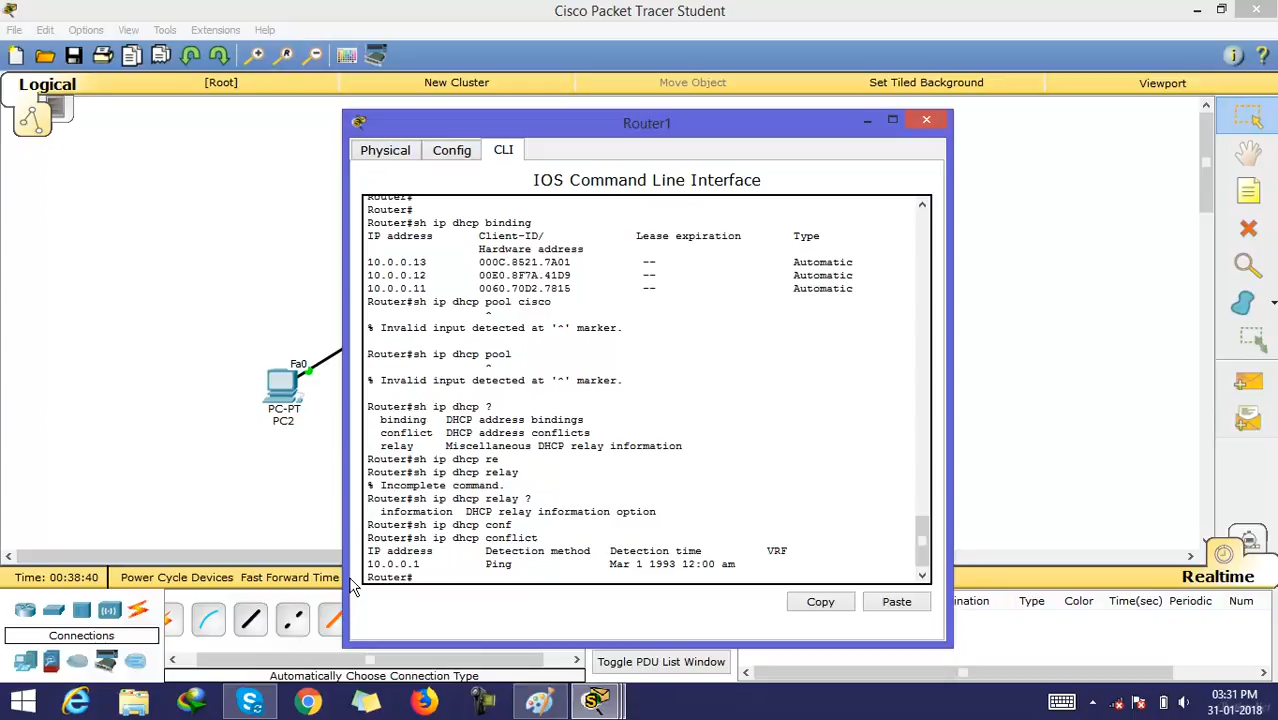 Cisco Packet Tracer Student
File Edit Options View Tools Extensions Help
Logical [Root] New Cluster Move Object Set Tiled Background Viewport
Router1
Physical Config CLI
IOS Command Line Interface
Router#
Router#
Router#sh ip dhcp binding
IP address Client-ID/ Lease expiration Type
Hardware address
10.0.0.13 000C.8521.7A01 -- Automatic
10.0.0.12 00E0.8F7A.41D9 -- Automatic
10.0.0.11 0060.70D2.7815 -- Automatic
Router#sh ip dhcp pool cisco
^
% Invalid input detected at '^' marker.
Router#sh ip dhcp pool
^
% Invalid input detected at '^' marker.
Router#sh ip dhcp ?
binding DHCP address bindings
conflict DHCP address conflicts
relay Miscellaneous DHCP relay information
Router#sh ip dhcp re
Router#sh ip dhcp relay
% Incomplete command.
Router#sh ip dhcp relay ?
information DHCP relay information option
Router#sh ip dhcp conf
Router#sh ip dhcp conflict
IP address Detection method Detection time VRF
10.0.0.1 Ping Mar 1 1993 12:00 am
Router#
Copy Paste
Fa0
PC-PT
PC2
Time: 00:38:40 Power Cycle Devices Fast Forward Time
Realtime
Connections
Automatically Choose Connection Type
Toggle PDU List Window
ination Type Color Time(sec) Periodic Num
03:31 PM
31-01-2018